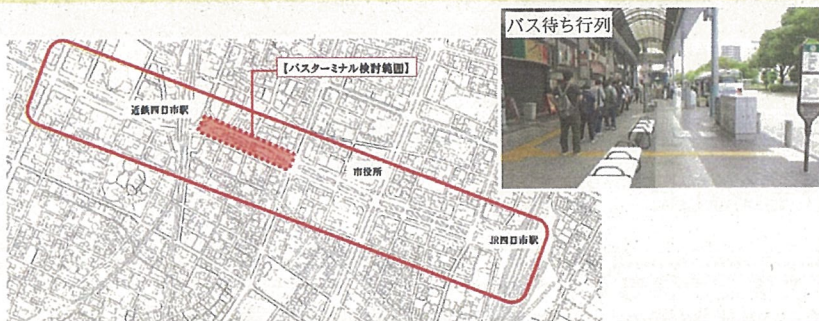 バス待ち行列
【バスターミナル検討範囲】
近鉄四日市駅
市役所
JR四日市駅